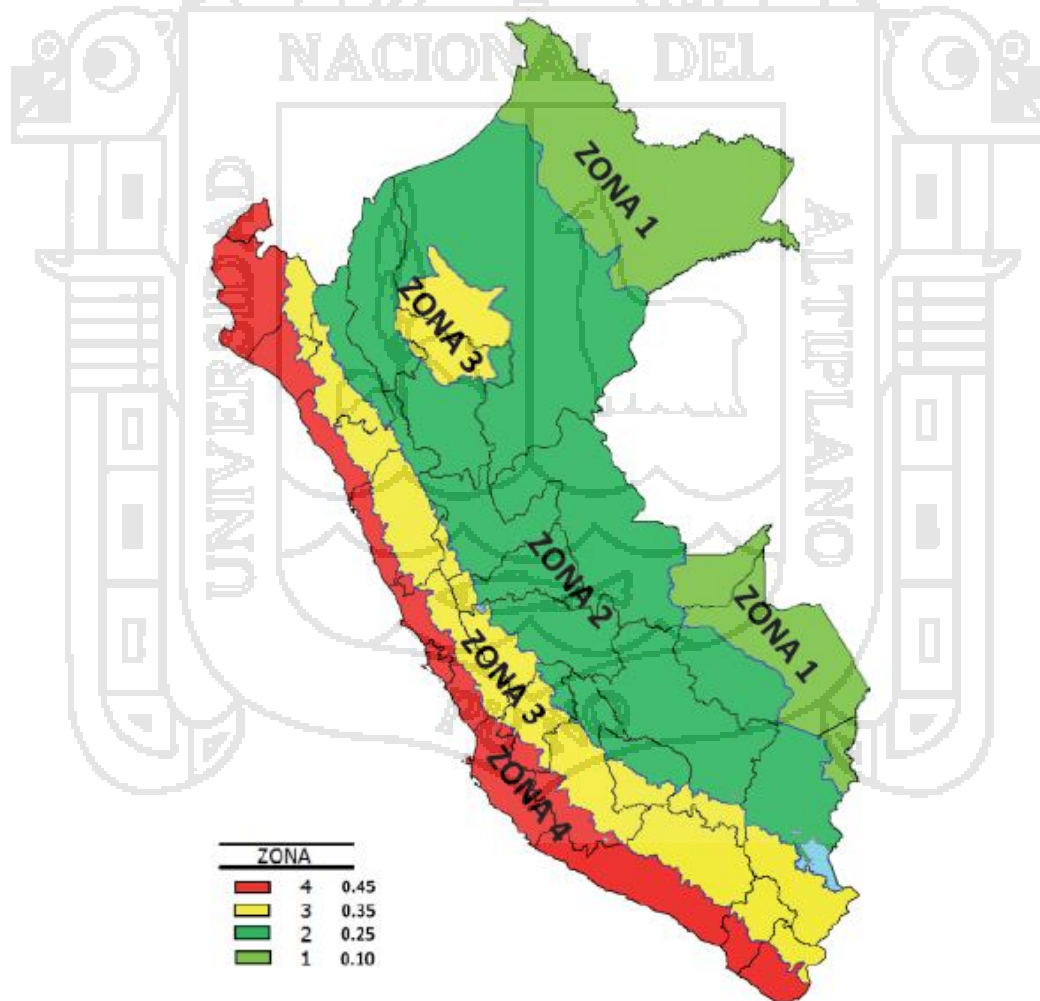 NACIONAL DEL
UNIVERSIDAD
ALTIPLANO
ZONA 1
ZONA 3
ZONA 2
ZONA 1
ZONA 3
ZONA 4
ZONA
4 0.45
3 0.35
2 0.25
1 0.10